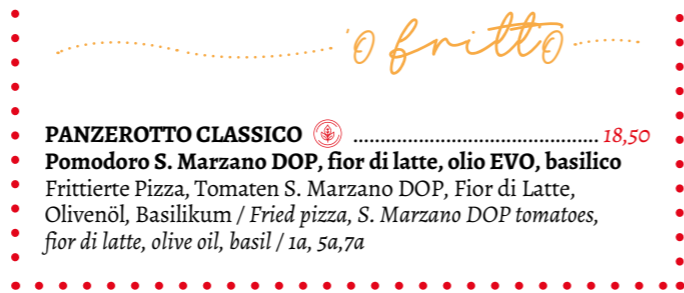 'o fritto
PANZEROTTO CLASSICO ............................................... 18,50
Pomodoro S. Marzano DOP, fior di latte, olio EVO, basilico
Frittierte Pizza, Tomaten S. Marzano DOP, Fior di Latte,
Olivenöl, Basilikum / Fried pizza, S. Marzano DOP tomatoes,
fior di latte, olive oil, basil / 1a, 5a,7a